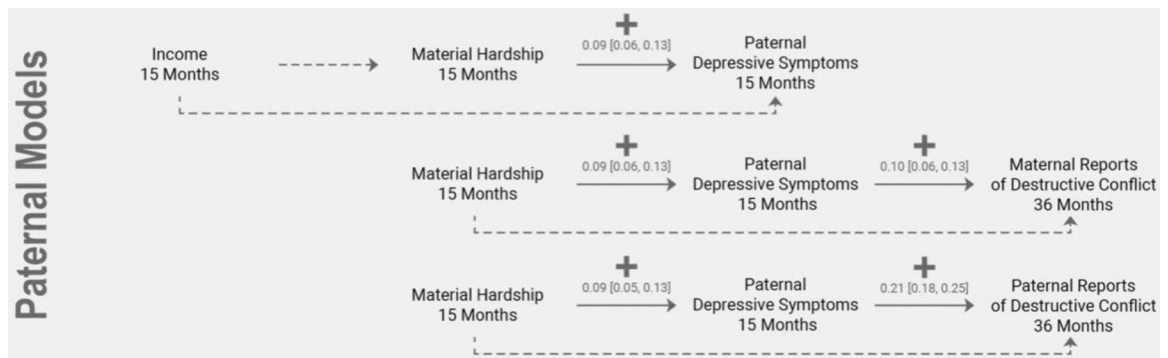 Paternal Models
Income
15 Months
Material Hardship
15 Months
+
0.09 [0.06, 0.13]
Paternal
Depressive Symptoms
15 Months
Material Hardship
15 Months
+
0.09 [0.06, 0.13]
Paternal
Depressive Symptoms
15 Months
+
0.10 [0.06, 0.13]
Maternal Reports
of Destructive Conflict
36 Months
Material Hardship
15 Months
+
0.09 [0.05, 0.13]
Paternal
Depressive Symptoms
15 Months
+
0.21 [0.18, 0.25]
Paternal Reports
of Destructive Conflict
36 Months